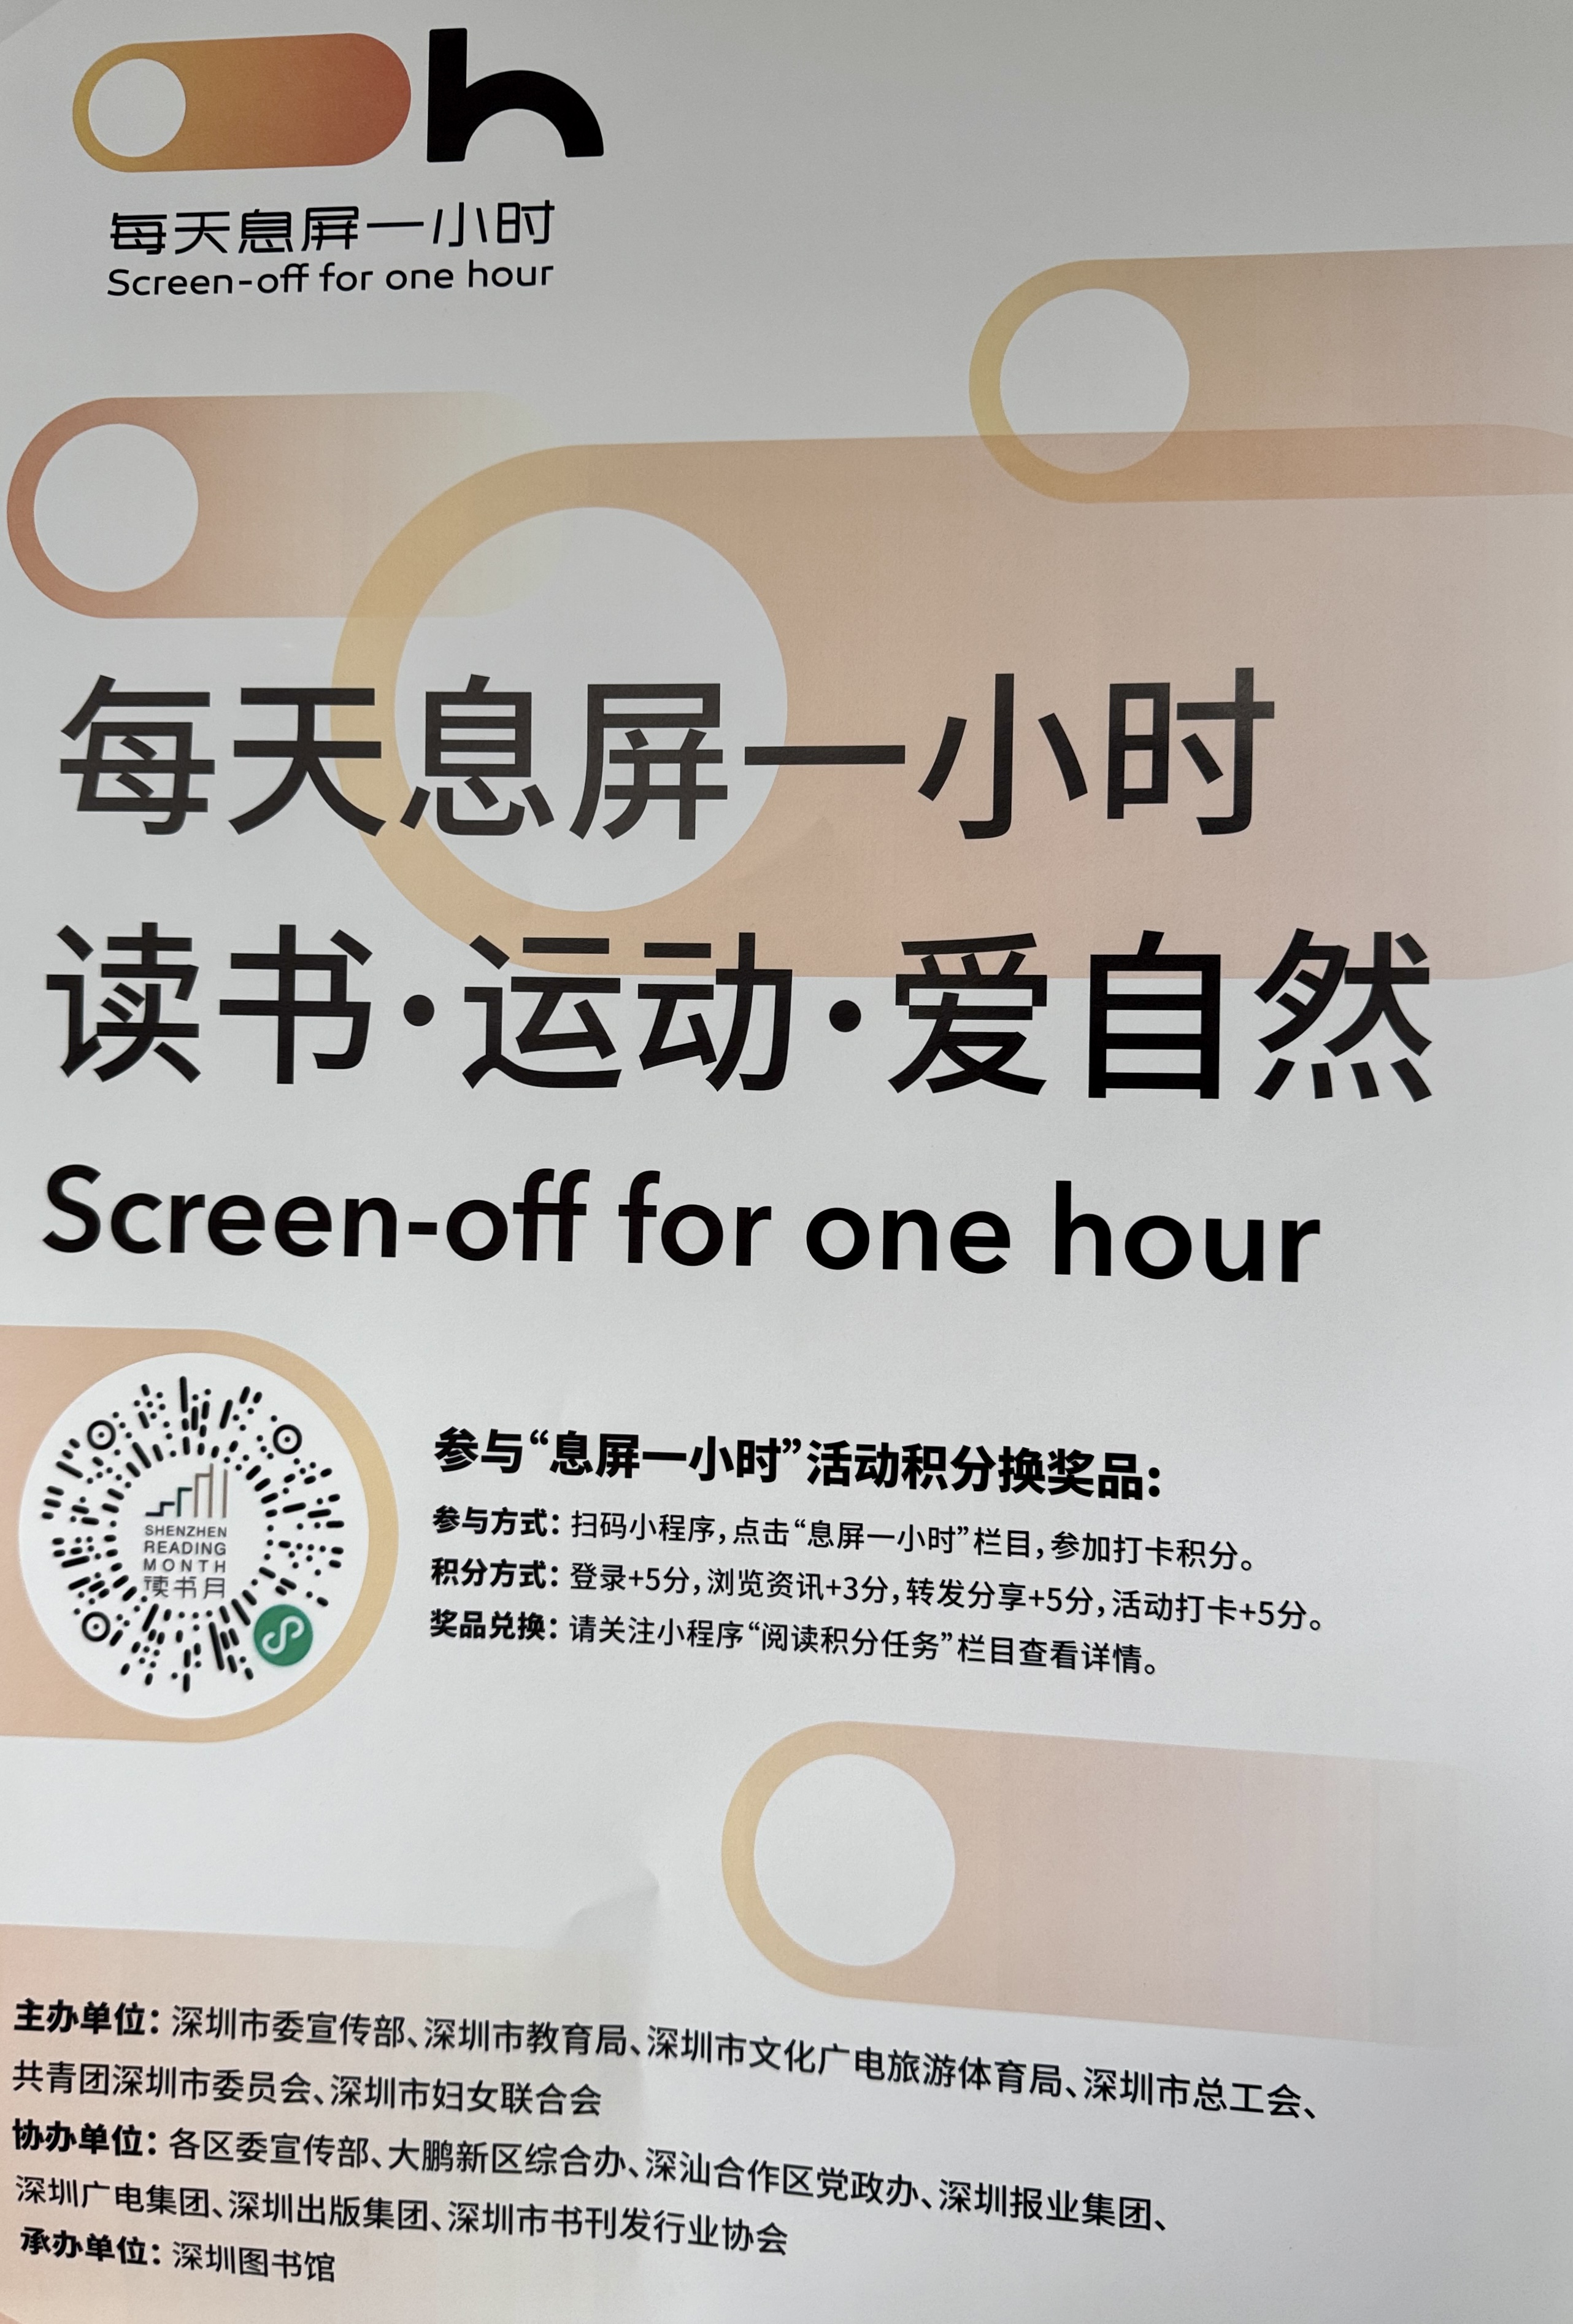 h
每天息屏一小时
Screen-off for one hour
每天息屏一小时
读书·运动·爱自然
Screen-off for one hour
SHENZHEN
READING
MONTH
读书月
参与“息屏一小时”活动积分换奖品：
参与方式：扫码小程序，点击“息屏一小时”栏目，参加打卡积分。
积分方式：登录+5分，浏览资讯+3分，转发分享+5分，活动打卡+5分。
奖品兑换：请关注小程序“阅读积分任务”栏目查看详情。
主办单位：深圳市委宣传部、深圳市教育局、深圳市文化广电旅游体育局、深圳市总工会、
共青团深圳市委员会、深圳市妇女联合会
协办单位：各区委宣传部、大鹏新区综合办、深汕合作区党政办、深圳报业集团、
深圳广电集团、深圳出版集团、深圳市书刊发行业协会
承办单位：深圳图书馆